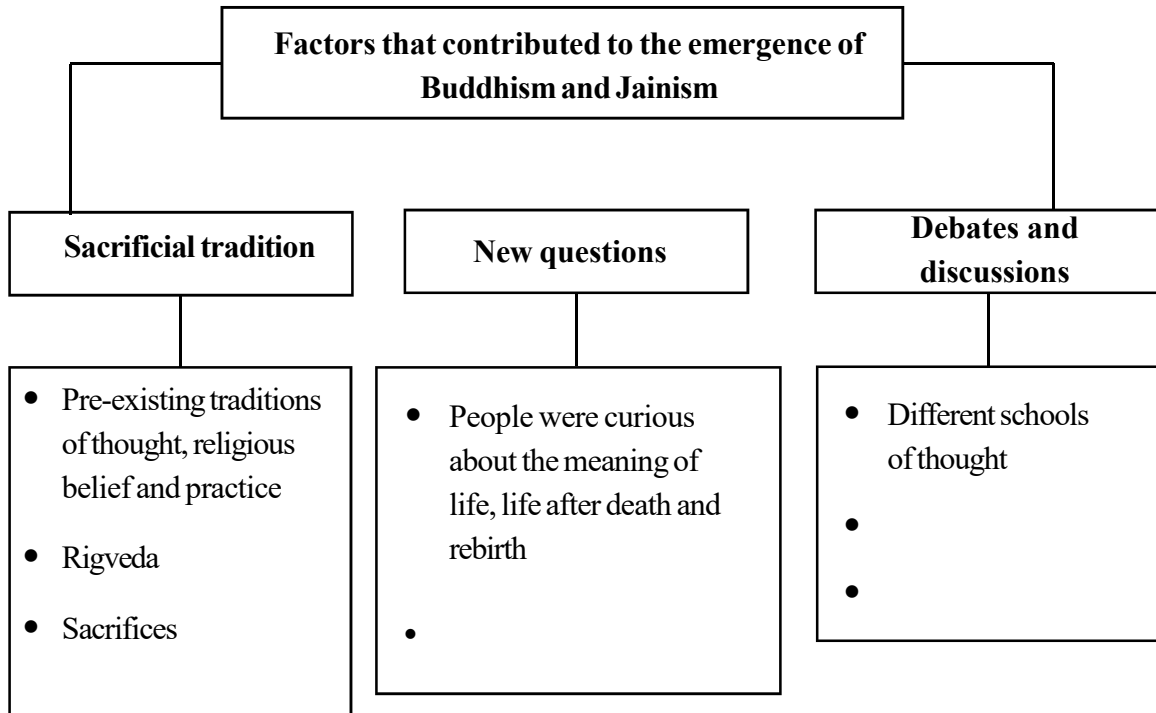 Factors that contributed to the emergence of
Buddhism and Jainism
Sacrificial tradition
New questions
Debates and
discussions
• Pre-existing traditions
of thought, religious
belief and practice
• Rigveda
• Sacrifices
• People were curious
about the meaning of
life, life after death and
rebirth
•
• Different schools
of thought
•
•